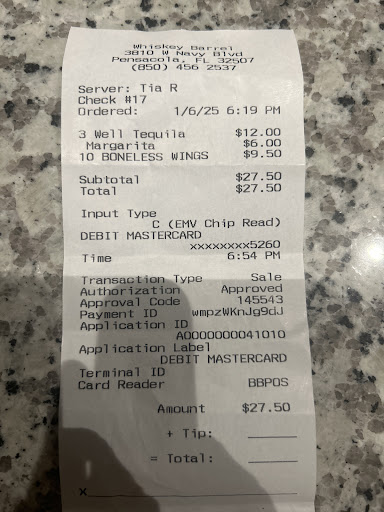 Whiskey Barrel
3810 W Navy Blvd
Pensacola, FL 32507
(850) 456 2537
Server: Tia R
Check #17
Ordered: 1/6/25 6:19 PM
3 Well Tequila $12.00
Margarita $6.00
10 BONELESS WINGS $9.50
Subtotal $27.50
Total $27.50
Input Type
C (EMV Chip Read)
DEBIT MASTERCARD
xxxxxxxx5260
Time 6:54 PM
Transaction Type Sale
Authorization Approved
Approval Code 145543
Payment ID wmpzWKnJg9dJ
Application ID
A0000000041010
Application Label
DEBIT MASTERCARD
Terminal ID
Card Reader BBPOS
Amount $27.50
+ Tip: ______
= Total: ______
x______________________